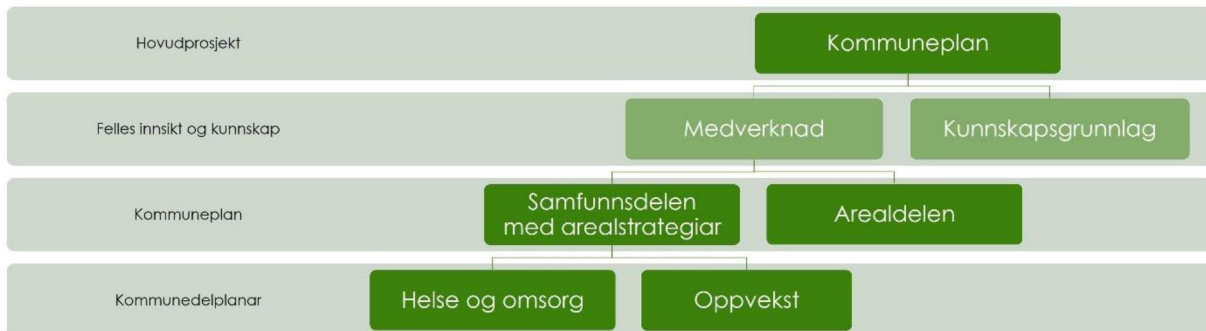 Hovudprosjekt
Kommuneplan
Felles innsikt og kunnskap
Medverknad
Kunnskapsgrunnlag
Kommuneplan
Samfunnsdelen
med arealstrategiar
Arealdelen
Kommunedelplanar
Helse og omsorg
Oppvekst